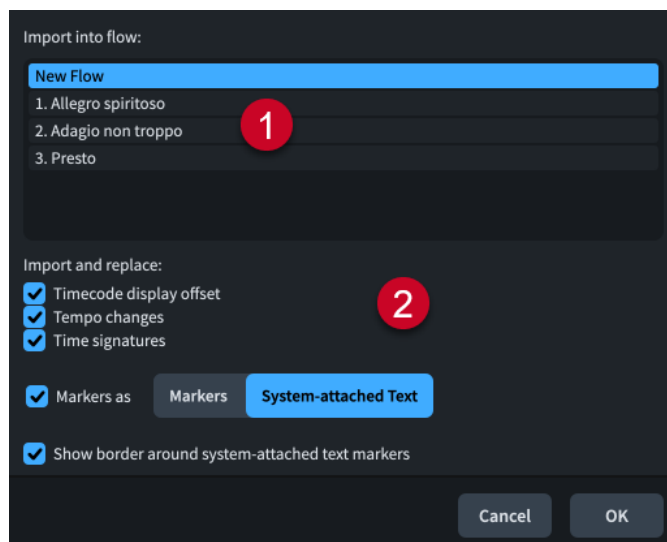 Import into flow:
New Flow
1. Allegro spiritoso
1
2. Adagio non troppo
3. Presto
Import and replace:
Timecode display offset
2
Tempo changes
Time signatures
Markers as Markers System-attached Text
Show border around system-attached text markers
Cancel OK